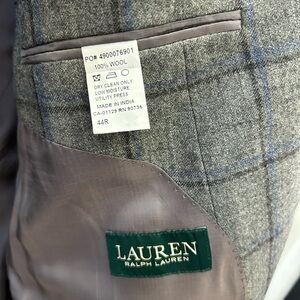 PO# 4900076901
100% WOOL
DRY CLEAN ONLY
LOW MOISTURE
UTILITY PRESS
MADE IN INDIA
CA-01129 RN 90736
44R
LAUREN
RALPH LAUREN